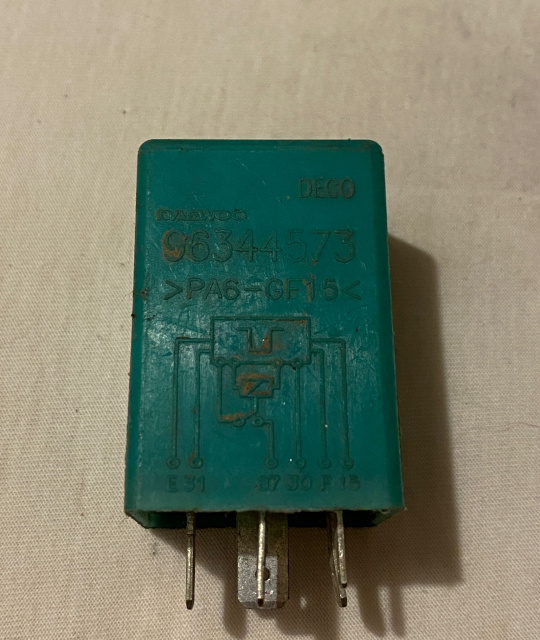 DECO
DAEWOO
96344573
>PA6-GF15<
E 31 87 30 P 15